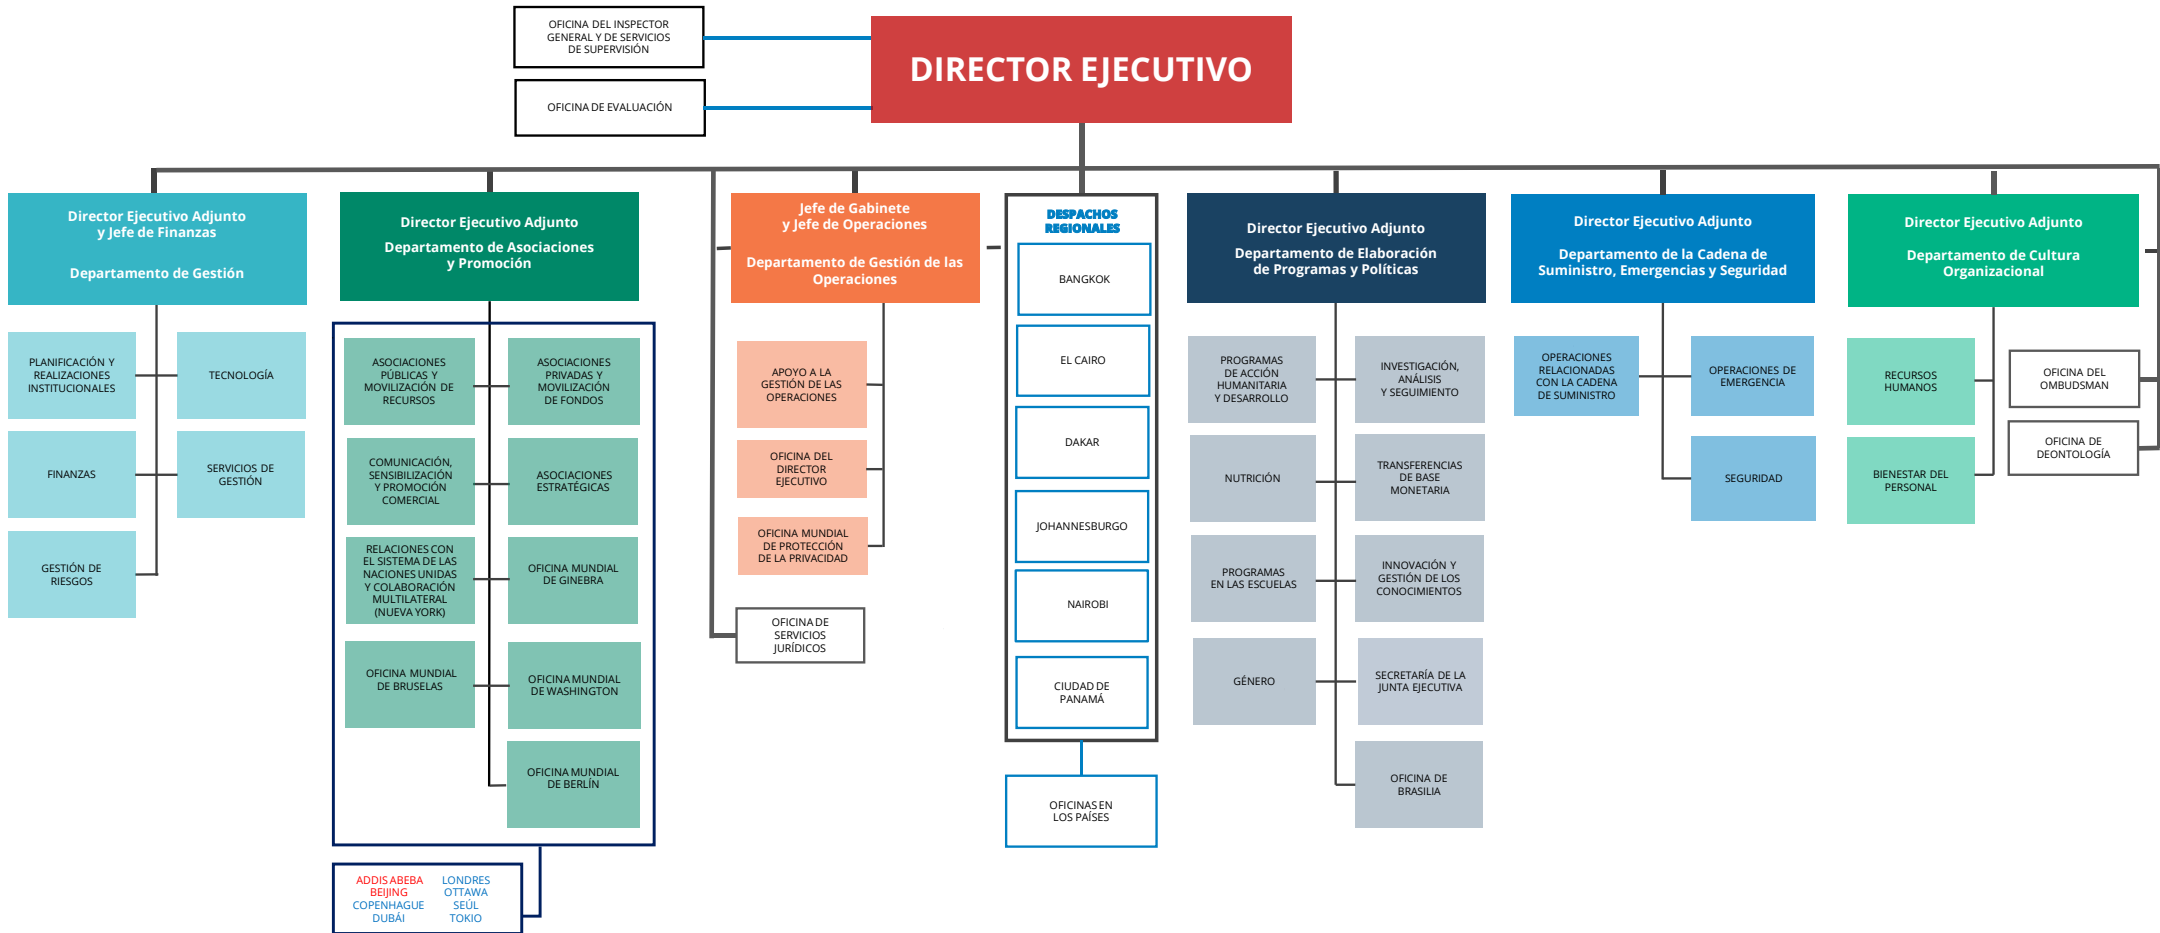 OFICINA DEL INSPECTOR
GENERAL Y DE SERVICIOS
DE SUPERVISIÓN
OFICINA DE EVALUACIÓN
DIRECTOR EJECUTIVO
Director Ejecutivo Adjunto
y Jefe de Finanzas
Departamento de Gestión
PLANIFICACIÓN Y
REALIZACIONES
INSTITUCIONALES
TECNOLOGÍA
FINANZAS
SERVICIOS DE
GESTIÓN
GESTIÓN DE
RIESGOS
Director Ejecutivo Adjunto
Departamento de Asociaciones
y Promoción
ASOCIACIONES
PÚBLICAS Y
MOVILIZACIÓN DE
RECURSOS
ASOCIACIONES
PRIVADAS Y
MOVILIZACIÓN
DE FONDOS
COMUNICACIÓN,
SENSIBILIZACIÓN
Y PROMOCIÓN
COMERCIAL
ASOCIACIONES
ESTRATÉGICAS
RELACIONES CON
EL SISTEMA DE LAS
NACIONES UNIDAS
Y COLABORACIÓN
MULTILATERAL
(NUEVA YORK)
OFICINA MUNDIAL
DE GINEBRA
OFICINA MUNDIAL
DE BRUSELAS
OFICINA MUNDIAL
DE WASHINGTON
OFICINA MUNDIAL
DE BERLÍN
ADDIS ABEBA
BEIJING
COPENHAGUE
DUBÁI
LONDRES
OTTAWA
SEÚL
TOKIO
Jefe de Gabinete
y Jefe de Operaciones
Departamento de Gestión de las
Operaciones
APOYO A LA
GESTIÓN DE LAS
OPERACIONES
OFICINA DEL
DIRECTOR
EJECUTIVO
OFICINA MUNDIAL
DE PROTECCIÓN
DE LA PRIVACIDAD
OFICINA DE
SERVICIOS
JURÍDICOS
DESPACHOS
REGIONALES
BANGKOK
EL CAIRO
DAKAR
JOHANNESBURGO
NAIROBI
CIUDAD DE
PANAMÁ
OFICINAS EN
LOS PAÍSES
Director Ejecutivo Adjunto
Departamento de Elaboración
de Programas y Políticas
PROGRAMAS
DE ACCIÓN
HUMANITARIA
Y DESARROLLO
INVESTIGACIÓN,
ANÁLISIS
Y SEGUIMIENTO
NUTRICIÓN
TRANSFERENCIAS
DE BASE
MONETARIA
PROGRAMAS
EN LAS ESCUELAS
INNOVACIÓN Y
GESTIÓN DE LOS
CONOCIMIENTOS
GÉNERO
SECRETARÍA DE LA
JUNTA EJECUTIVA
OFICINA DE
BRASILIA
Director Ejecutivo Adjunto
Departamento de la Cadena de
Suministro, Emergencias y Seguridad
OPERACIONES
RELACIONADAS
CON LA CADENA
DE SUMINISTRO
OPERACIONES DE
EMERGENCIA
SEGURIDAD
Director Ejecutivo Adjunto
Departamento de Cultura
Organizacional
RECURSOS
HUMANOS
BIENESTAR DEL
PERSONAL
OFICINA DEL
OMBUDSMAN
OFICINA DE
DEONTOLOGÍA